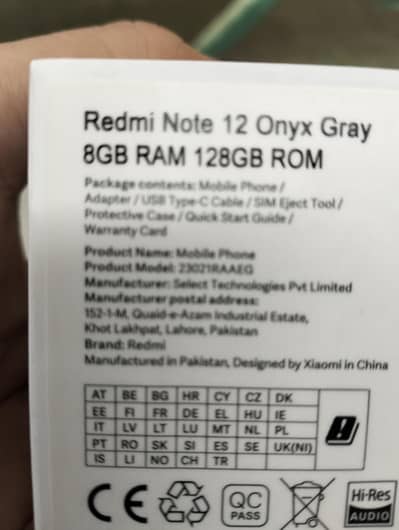 Redmi Note 12 Onyx Gray
8GB RAM 128GB ROM
Package contents: Mobile Phone /
Adapter / USB Type-C Cable / SIM Eject Tool /
Protective Case / Quick Start Guide /
Warranty Card
Product Name: Mobile Phone
Product Model: 23021RAAEG
Manufacturer: Select Technologies Pvt Limited
Manufacturer postal address:
152-1-M, Quaid-e-Azam Industrial Estate,
Khot Lakhpat, Lahore, Pakistan
Brand: Redmi
Manufactured in Pakistan, Designed by Xiaomi in China
AT BE BG HR CY CZ DK
EE FI FR DE EL HU IE
IT LV LT LU MT NL PL
PT RO SK SI ES SE UK(NI)
IS LI NO CH TR
CE QC PASS Hi-Res AUDIO